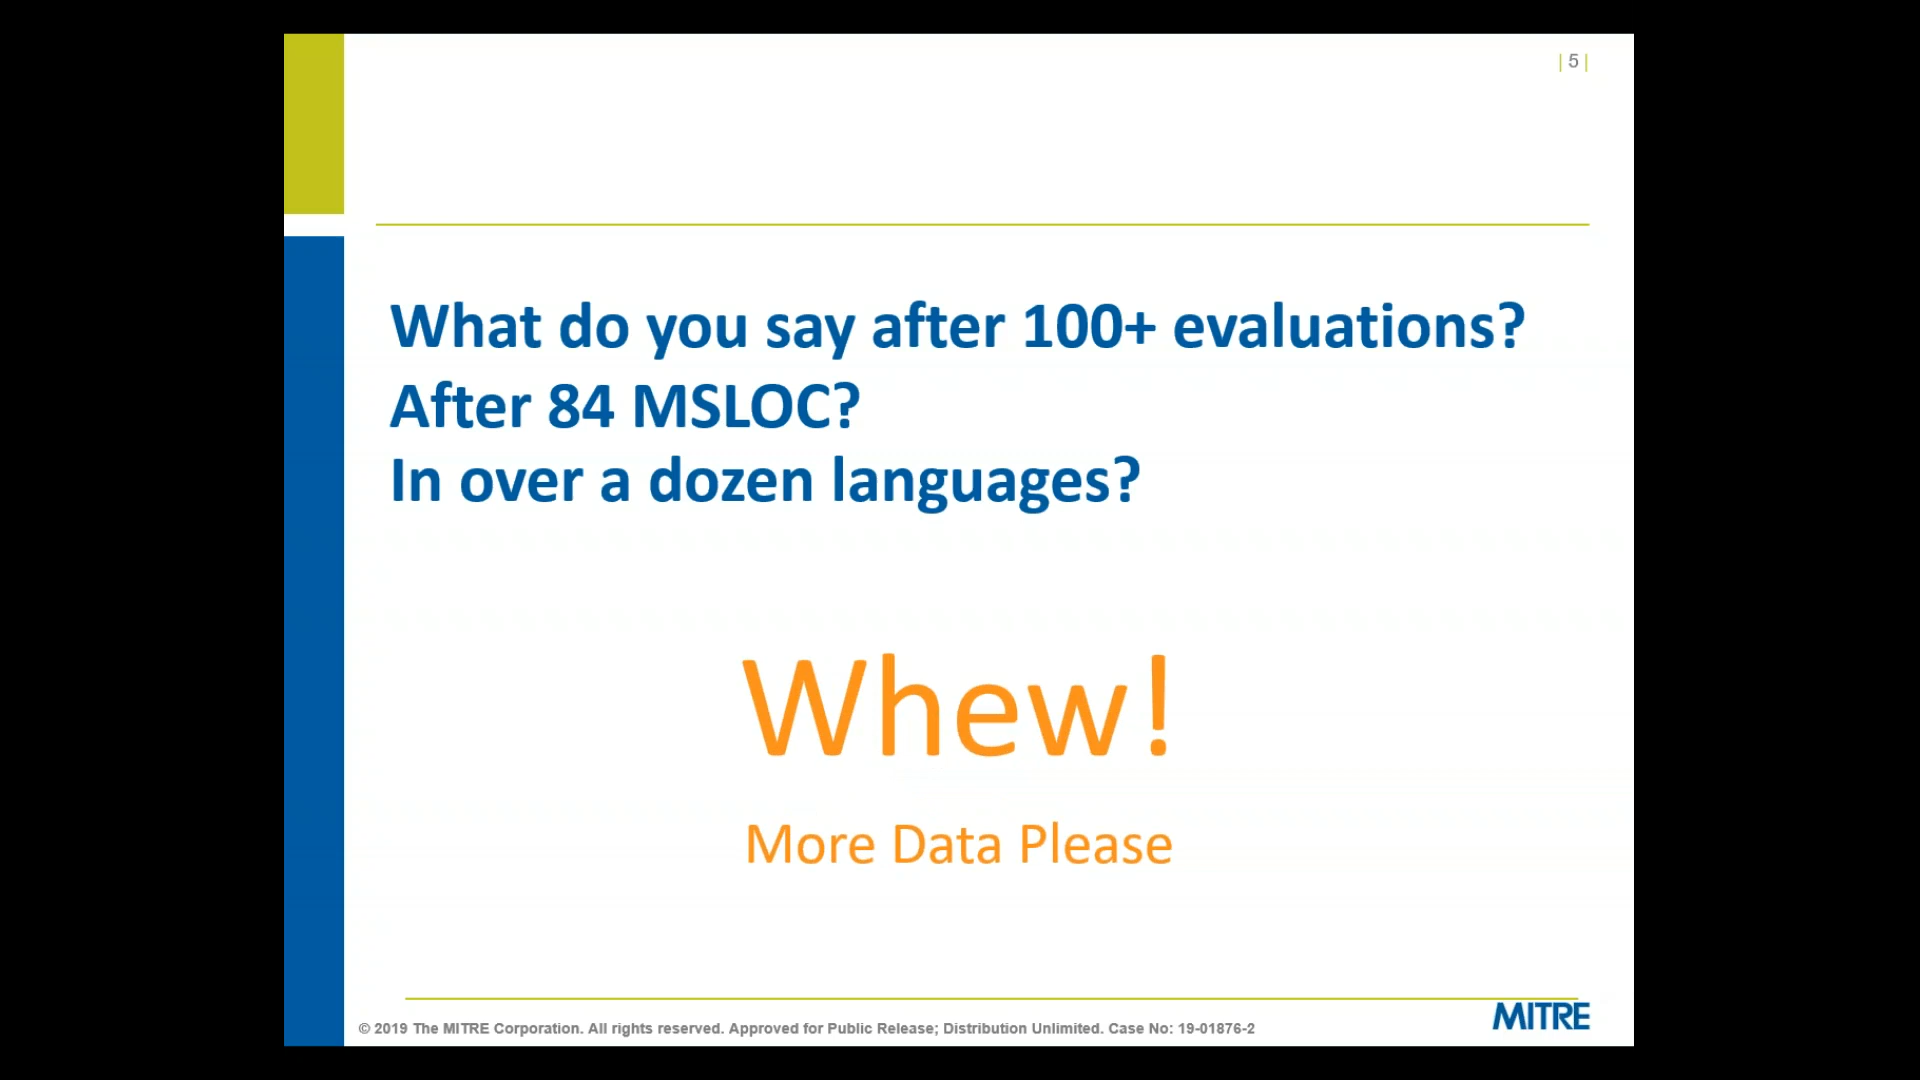 | 5 |
What do you say after 100+ evaluations?
After 84 MSLOC?
In over a dozen languages?
Whew!
More Data Please
© 2019 The MITRE Corporation. All rights reserved. Approved for Public Release; Distribution Unlimited. Case No: 19-01876-2
MITRE